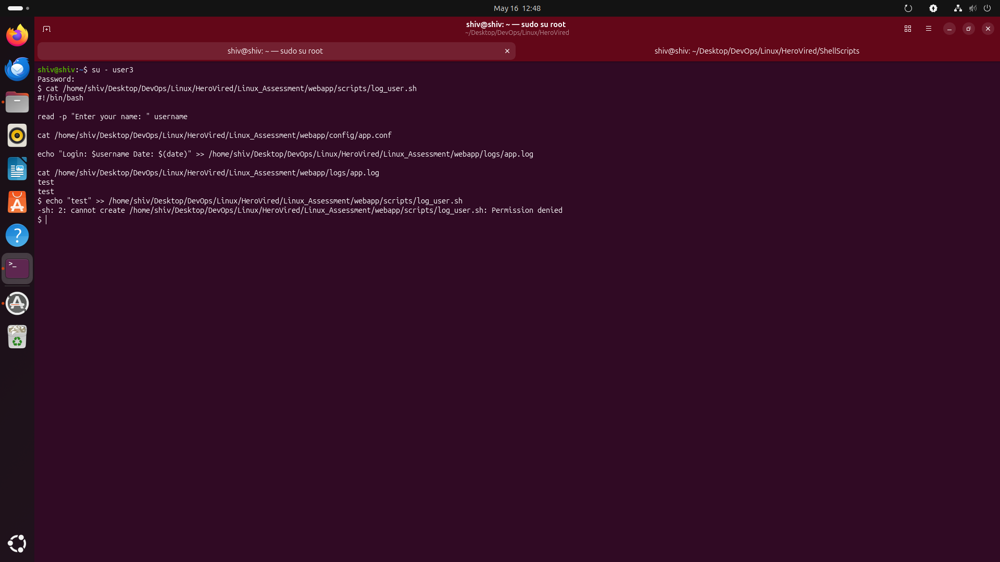 May 16 12:48
shiv@shiv: ~ — sudo su root
~/Desktop/DevOps/Linux/HeroVired
shiv@shiv: ~ — sudo su root
shiv@shiv: ~/Desktop/DevOps/Linux/HeroVired/ShellScripts
shiv@shiv:~$ su - user3
Password:
$ cat /home/shiv/Desktop/DevOps/Linux/HeroVired/Linux_Assessment/webapp/scripts/log_user.sh
#!/bin/bash
read -p "Enter your name: " username
cat /home/shiv/Desktop/DevOps/Linux/HeroVired/Linux_Assessment/webapp/config/app.conf
echo "Login: $username Date: $(date)" >> /home/shiv/Desktop/DevOps/Linux/HeroVired/Linux_Assessment/webapp/logs/app.log
cat /home/shiv/Desktop/DevOps/Linux/HeroVired/Linux_Assessment/webapp/logs/app.log
test
test
$ echo "test" >> /home/shiv/Desktop/DevOps/Linux/HeroVired/Linux_Assessment/webapp/scripts/log_user.sh
-sh: 2: cannot create /home/shiv/Desktop/DevOps/Linux/HeroVired/Linux_Assessment/webapp/scripts/log_user.sh: Permission denied
$